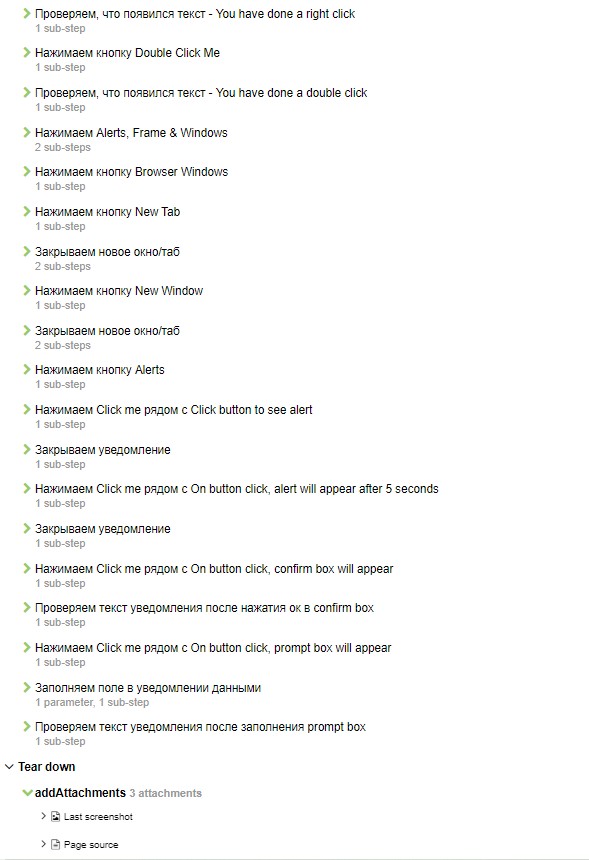 Проверяем, что появился текст - You have done a right click
1 sub-step
Нажимаем кнопку Double Click Me
1 sub-step
Проверяем, что появился текст - You have done a double click
1 sub-step
Нажимаем Alerts, Frame & Windows
2 sub-steps
Нажимаем кнопку Browser Windows
1 sub-step
Нажимаем кнопку New Tab
1 sub-step
Закрываем новое окно/таб
2 sub-steps
Нажимаем кнопку New Window
1 sub-step
Закрываем новое окно/таб
2 sub-steps
Нажимаем кнопку Alerts
1 sub-step
Нажимаем Click me рядом с Click button to see alert
1 sub-step
Закрываем уведомление
1 sub-step
Нажимаем Click me рядом с On button click, alert will appear after 5 seconds
1 sub-step
Закрываем уведомление
1 sub-step
Нажимаем Click me рядом с On button click, confirm box will appear
1 sub-step
Проверяем текст уведомления после нажатия ок в confirm box
1 sub-step
Нажимаем Click me рядом с On button click, prompt box will appear
1 sub-step
Заполняем поле в уведомлении данными
1 parameter, 1 sub-step
Проверяем текст уведомления после заполнения prompt box
1 sub-step
Tear down
addAttachments 3 attachments
Last screenshot
Page source